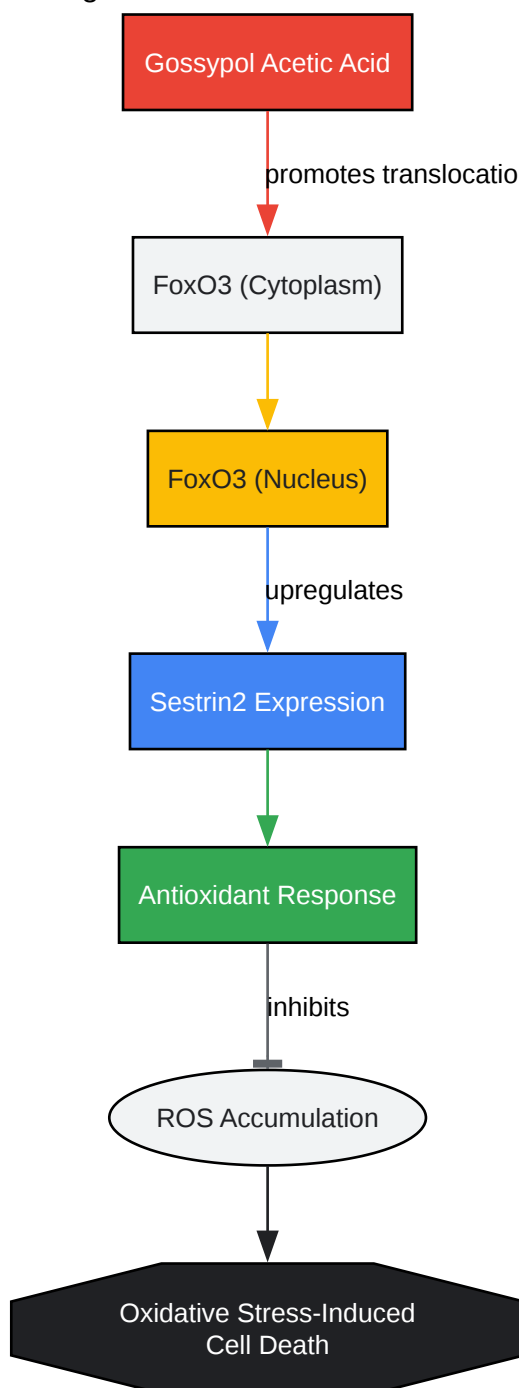 Gossypol Acetic Acid
promotes translocatio
FoxO3 (Cytoplasm)
FoxO3 (Nucleus)
upregulates
Sestrin2 Expression
Antioxidant Response
inhibits
ROS Accumulation
Oxidative Stress-Induced
Cell Death